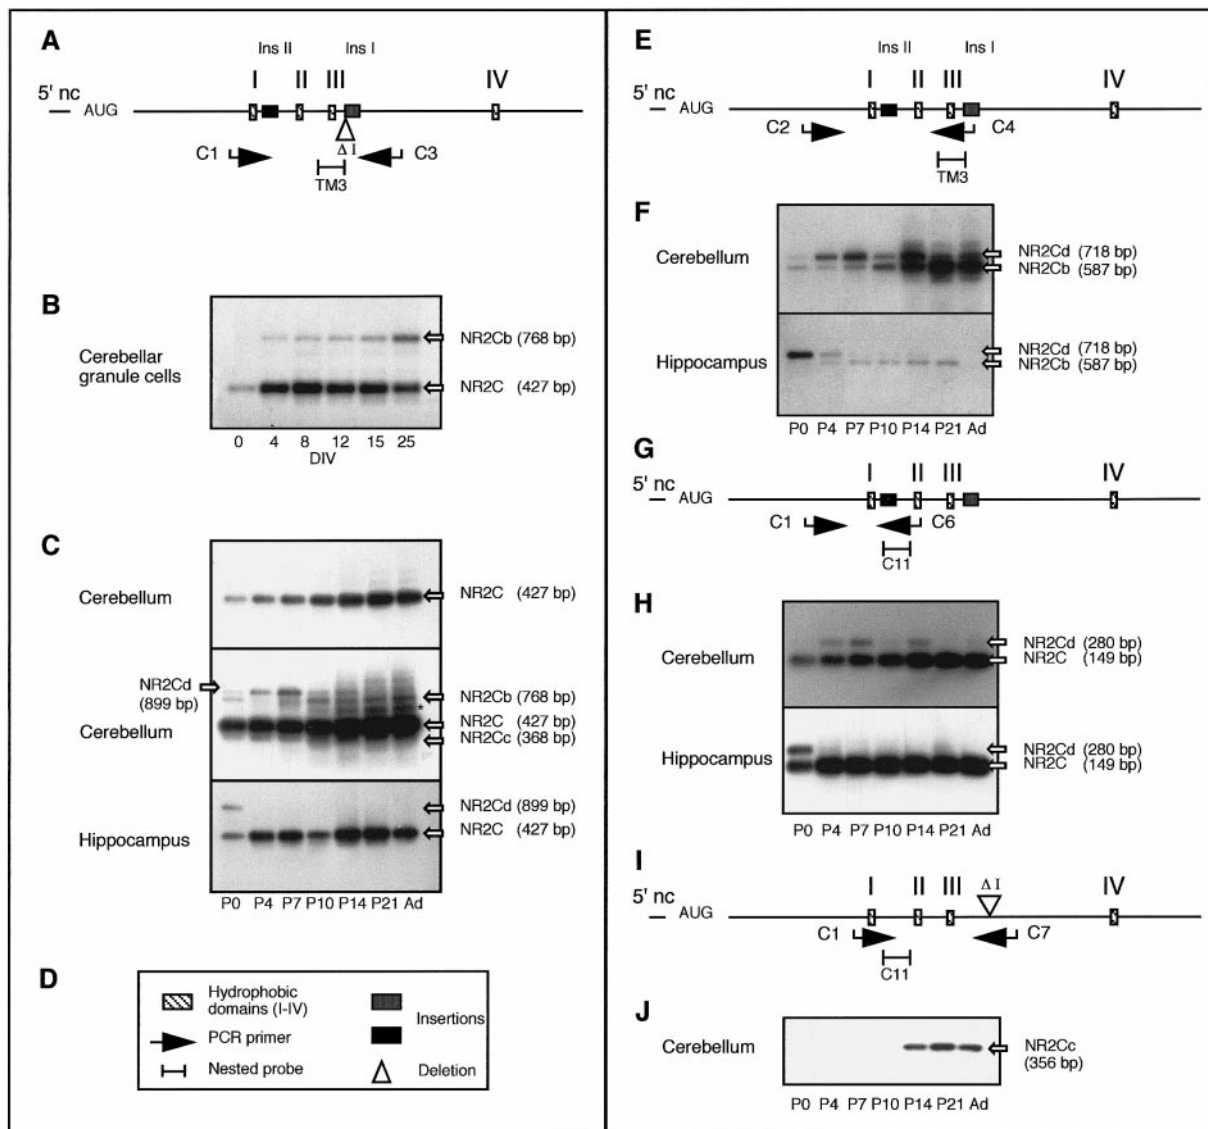 A
Ins II Ins I
I II III IV
5' nc AUG
C1 Δ I C3
TM3
B
Cerebellar
granule cells
NR2Cb (768 bp)
NR2C (427 bp)
0 4 8 12 15 25
DIV
C
Cerebellum
NR2C (427 bp)
NR2Cd
(899 bp)
Cerebellum
NR2Cb (768 bp)
*
NR2C (427 bp)
NR2Cc (368 bp)
Hippocampus
NR2Cd (899 bp)
NR2C (427 bp)
P0 P4 P7 P10 P14 P21 Ad
D
Hydrophobic
domains (I-IV)
PCR primer
Nested probe
Insertions
Deletion
E
Ins II Ins I
I II III IV
5' nc AUG
C2 C4
TM3
F
Cerebellum
NR2Cd (718 bp)
NR2Cb (587 bp)
Hippocampus
NR2Cd (718 bp)
NR2Cb (587 bp)
P0 P4 P7 P10 P14 P21 Ad
G
I II III IV
5' nc AUG
C1 C6
C11
H
Cerebellum
NR2Cd (280 bp)
NR2C (149 bp)
Hippocampus
NR2Cd (280 bp)
NR2C (149 bp)
P0 P4 P7 P10 P14 P21 Ad
I
I II III Δ I IV
5' nc AUG
C1 C7
C11
J
Cerebellum
NR2Cc
(356 bp)
P0 P4 P7 P10 P14 P21 Ad